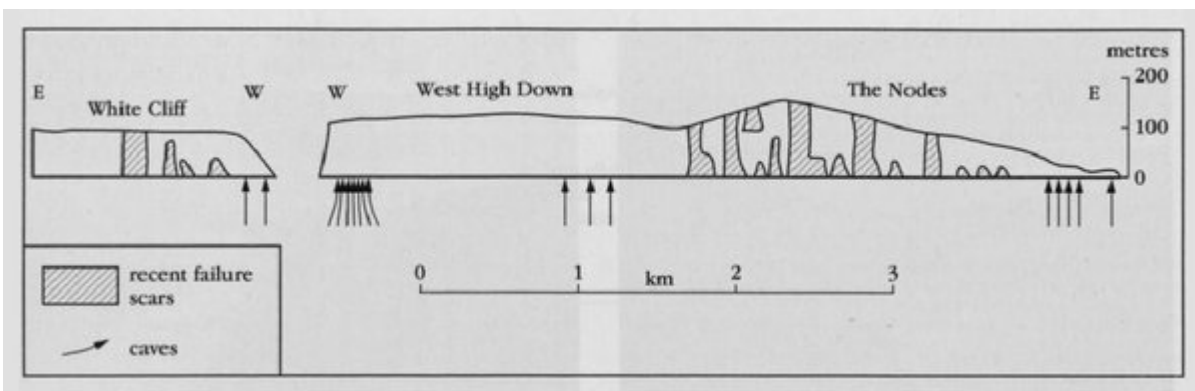 metres
200
E
White Cliff
W
W
West High Down
The Nodes
E
100
0
0
1
km
2
3
recent failure
scars
caves